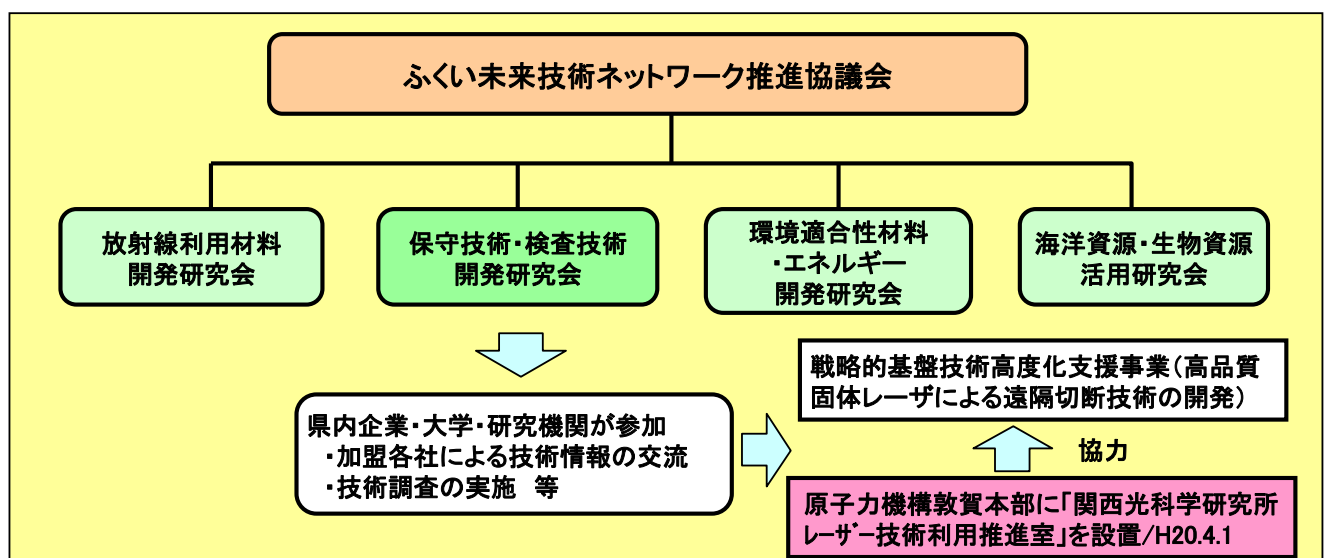 ふくい未来技術ネットワーク推進協議会
放射線利用材料
開発研究会
保守技術・検査技術
開発研究会
環境適合性材料
・エネルギー
開発研究会
海洋資源・生物資源
活用研究会
県内企業・大学・研究機関が参加
・加盟各社による技術情報の交流
・技術調査の実施 等
戦略的基盤技術高度化支援事業(高品質
固体レーザによる遠隔切断技術の開発)
協力
原子力機構敦賀本部に「関西光科学研究所
レーザー技術利用推進室」を設置/H20.4.1